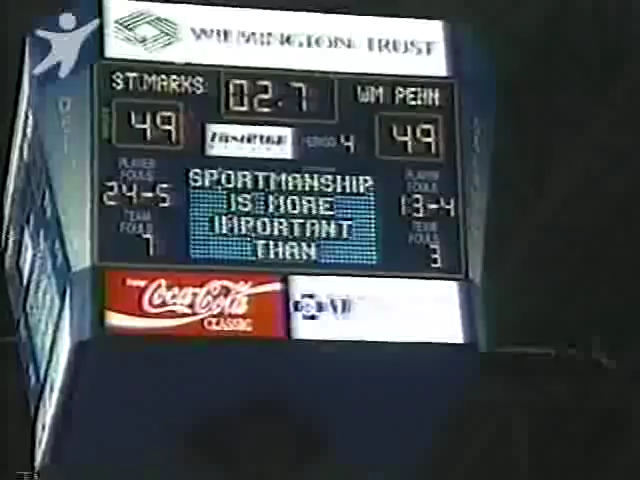 WILMINGTON TRUST
ST.MARKS 02.7 WM PENN
49 PERIOD 4 49
PLAYER FOULS PLAYER FOULS
24-5 13-4
TEAM FOULS TEAM FOULS
7 3
SPORTMANSHIP
IS MORE
IMPORTANT
THAN
Coca-Cola
CLASSIC